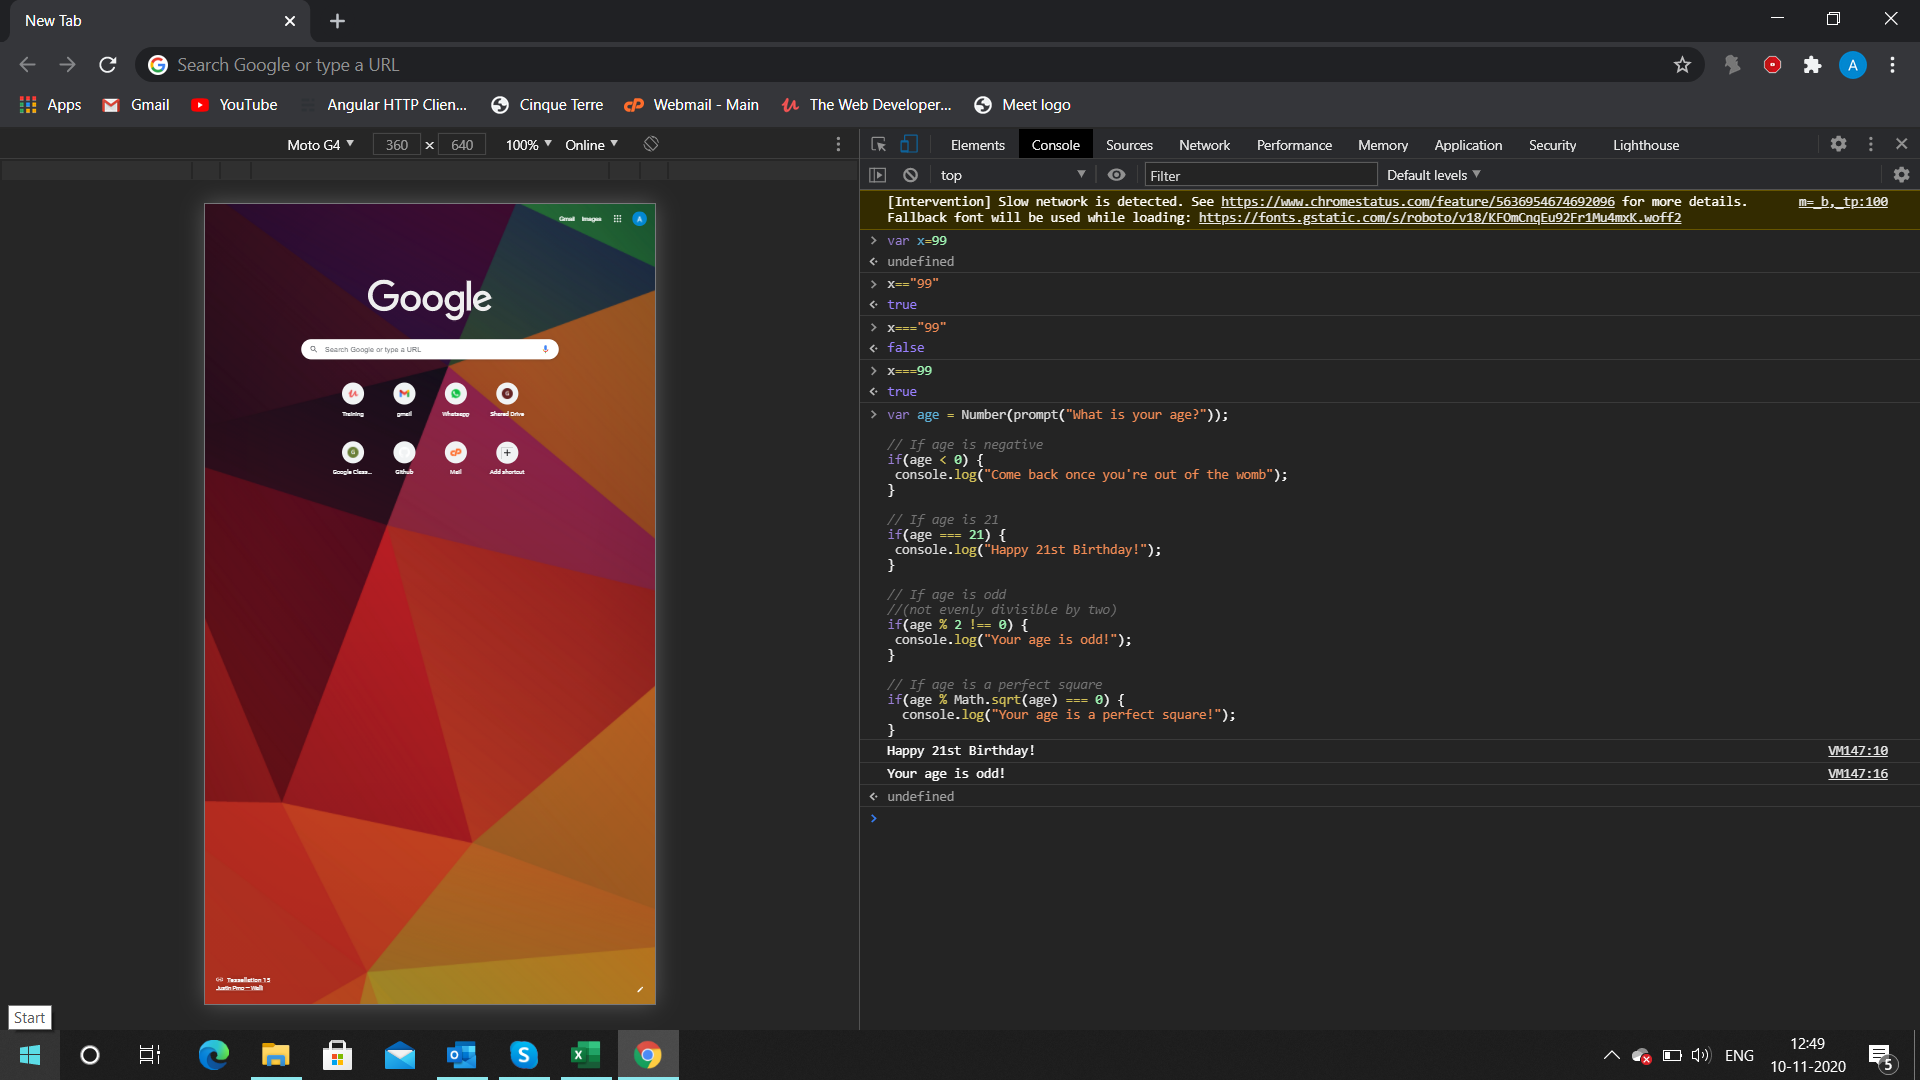 New Tab
Search Google or type a URL
A
Apps
Gmail
YouTube
Angular HTTP Clien...
Cinque Terre
Webmail - Main
The Web Developer...
Meet logo
Moto G4
360 × 640
100%
Online
Elements
Console
Sources
Network
Performance
Memory
Application
Security
Lighthouse
top
Filter
Default levels
Gmail Images A
Google
Search Google or type a URL
Training
gmail
Whatsapp
Shared Drive
Google Class...
Github
Mail
Add shortcut
Tessellation 15
[Intervention] Slow network is detected. See https://www.chromestatus.com/feature/5636954674692096 for more details. m=_b,_tp:100
Fallback font will be used while loading: https://fonts.gstatic.com/s/roboto/v18/KFOmCnqEu92Fr1Mu4mxK.woff2
var x=99
undefined
x=="99"
true
x==="99"
false
x===99
true
var age = Number(prompt("What is your age?"));
// If age is negative
if(age < 0) {
console.log("Come back once you're out of the womb");
}
// If age is 21
if(age === 21) {
console.log("Happy 21st Birthday!");
}
// If age is odd
//(not evenly divisible by two)
if(age % 2 !== 0) {
console.log("Your age is odd!");
}
// If age is a perfect square
if(age % Math.sqrt(age) === 0) {
console.log("Your age is a perfect square!");
}
Happy 21st Birthday! VM147:10
Your age is odd! VM147:16
undefined
Start
ENG
12:49
10-11-2020
5